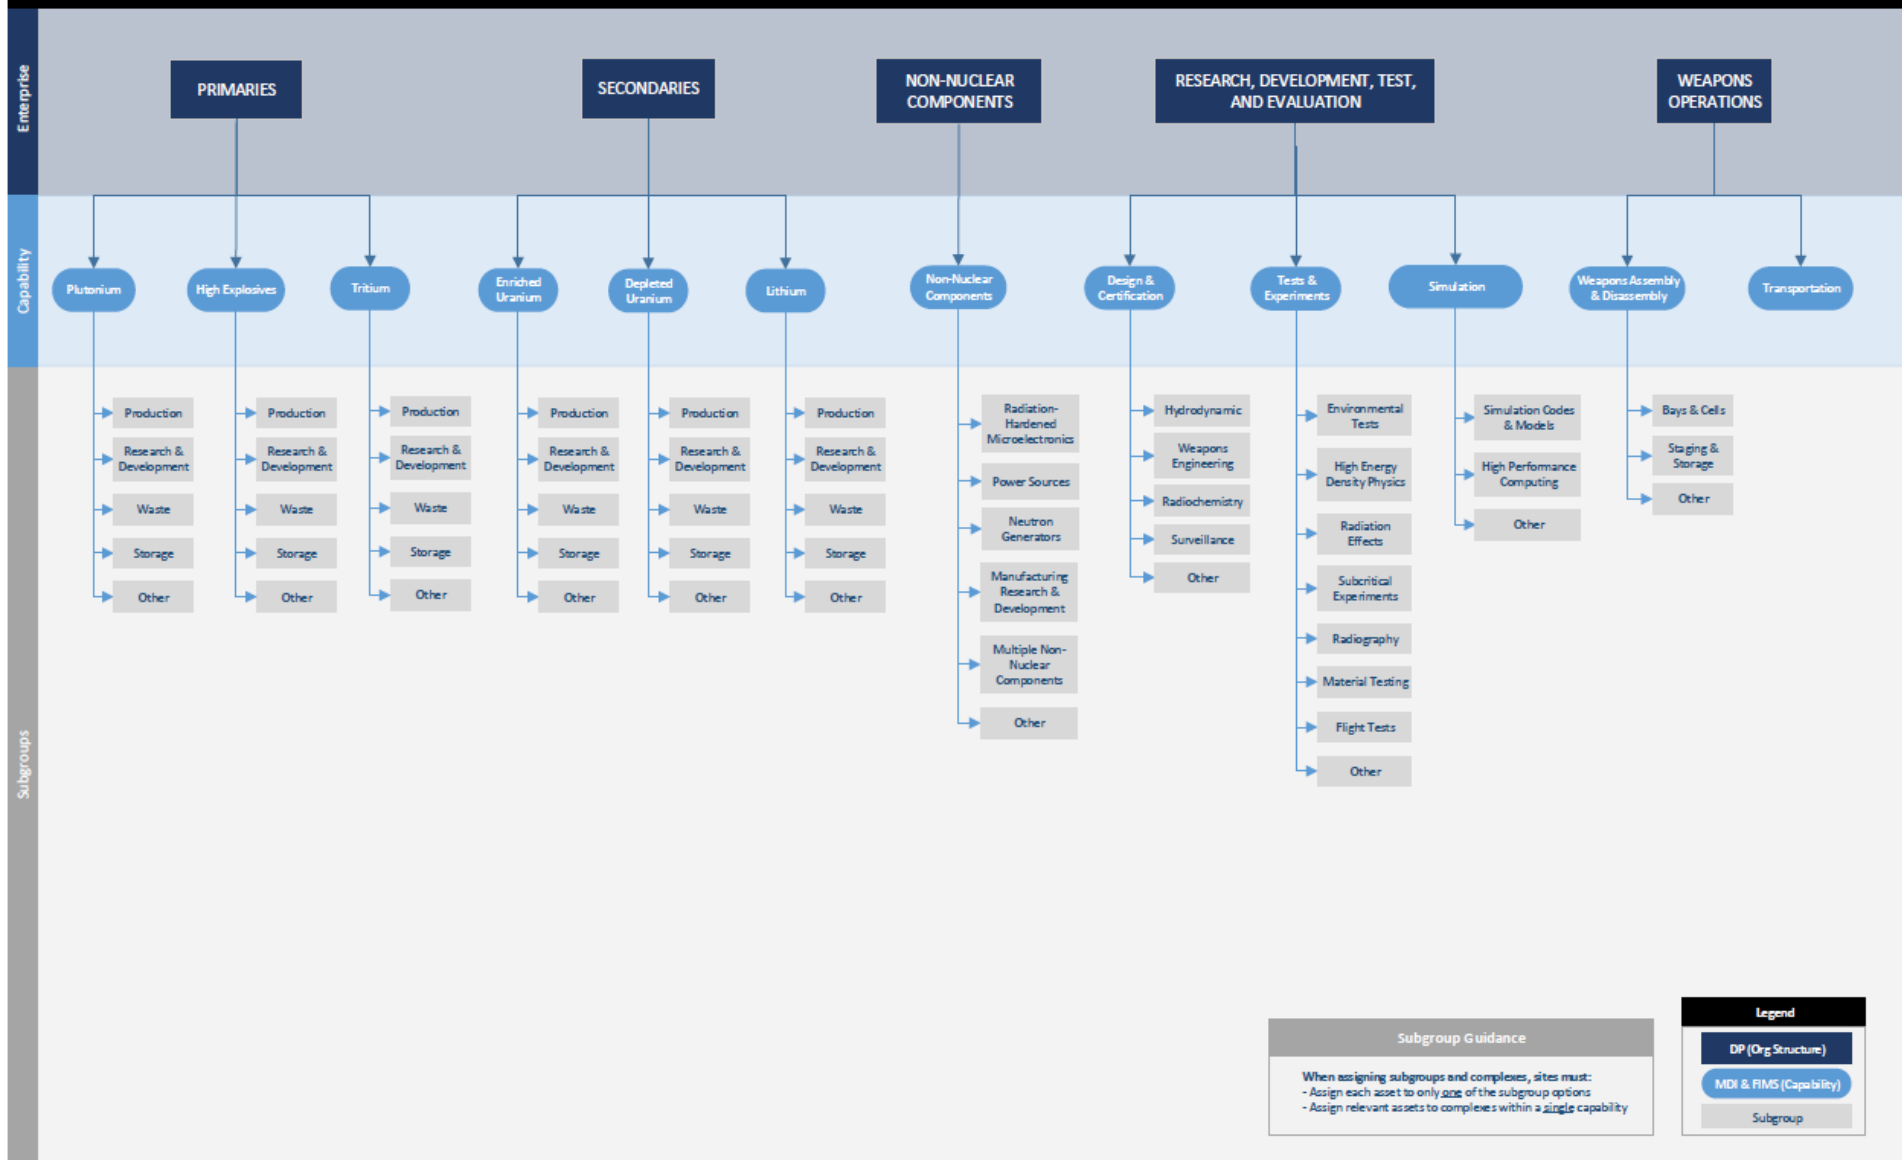 Enterprise
PRIMARIES
SECONDARIES
NON-NUCLEAR
COMPONENTS
RESEARCH, DEVELOPMENT, TEST,
AND EVALUATION
WEAPONS
OPERATIONS
Capability
Plutonium
High Explosives
Tritium
Enriched
Uranium
Depleted
Uranium
Lithium
Non-Nuclear
Components
Design &
Certification
Tests &
Experiments
Simulation
Weapons Assembly
& Disassembly
Transportation
Subgroups
Production
Research &
Development
Waste
Storage
Other
Production
Research &
Development
Waste
Storage
Other
Production
Research &
Development
Waste
Storage
Other
Production
Research &
Development
Waste
Storage
Other
Production
Research &
Development
Waste
Storage
Other
Production
Research &
Development
Waste
Storage
Other
Radiation-
Hardened
Microelectronics
Power Sources
Neutron
Generators
Manufacturing
Research &
Development
Multiple Non-
Nuclear
Components
Other
Hydrodynamic
Weapons
Engineering
Radiochemistry
Surveillance
Other
Environmental
Tests
High Energy
Density Physics
Radiation
Effects
Subcritical
Experiments
Radiography
Material Testing
Flight Tests
Other
Simulation Codes
& Models
High Performance
Computing
Other
Bays & Cells
Staging &
Storage
Other
Subgroup Guidance
When assigning subgroups and complexes, sites must:
- Assign each asset to only one of the subgroup options
- Assign relevant assets to complexes within a single capability
Legend
DP (Org Structure)
MDI & FIMS (Capability)
Subgroup